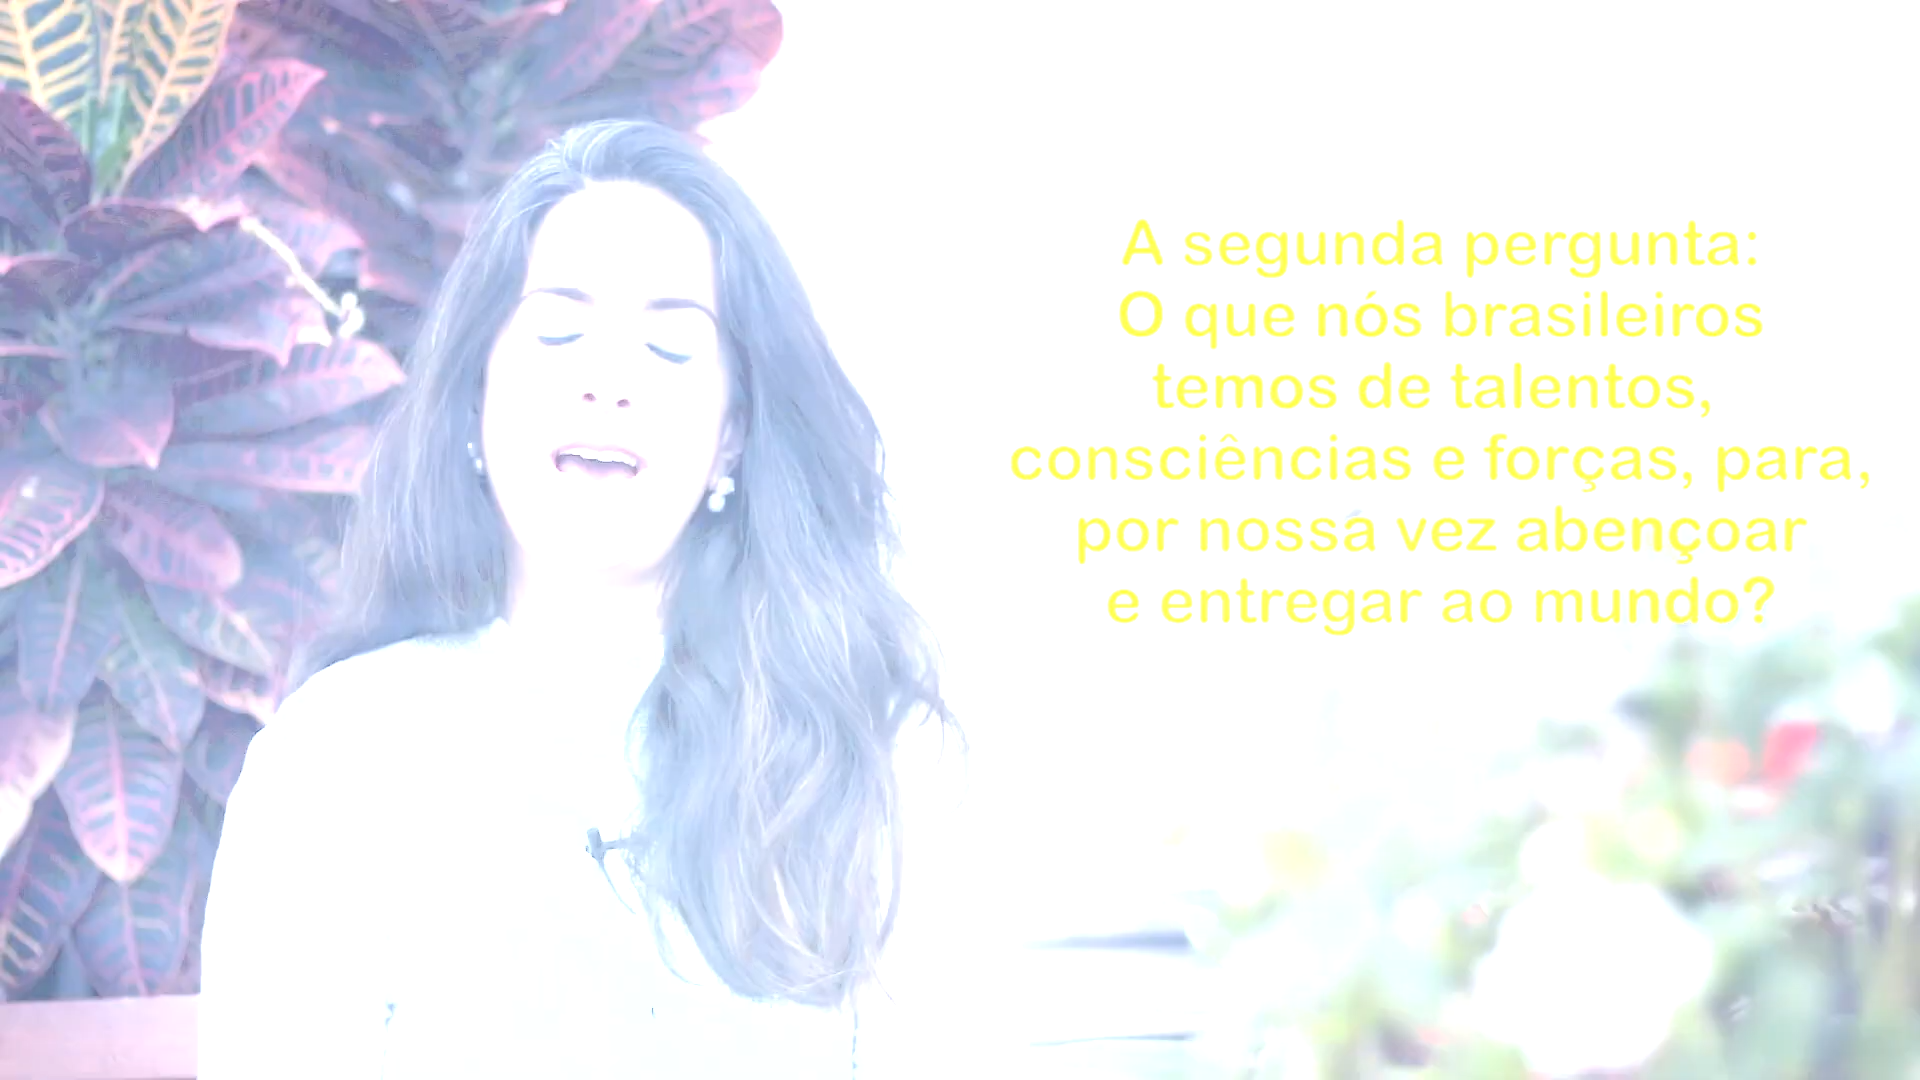 A segunda pergunta:
O que nós brasileiros
temos de talentos,
consciências e forças, para,
por nossa vez abençoar
e entregar ao mundo?